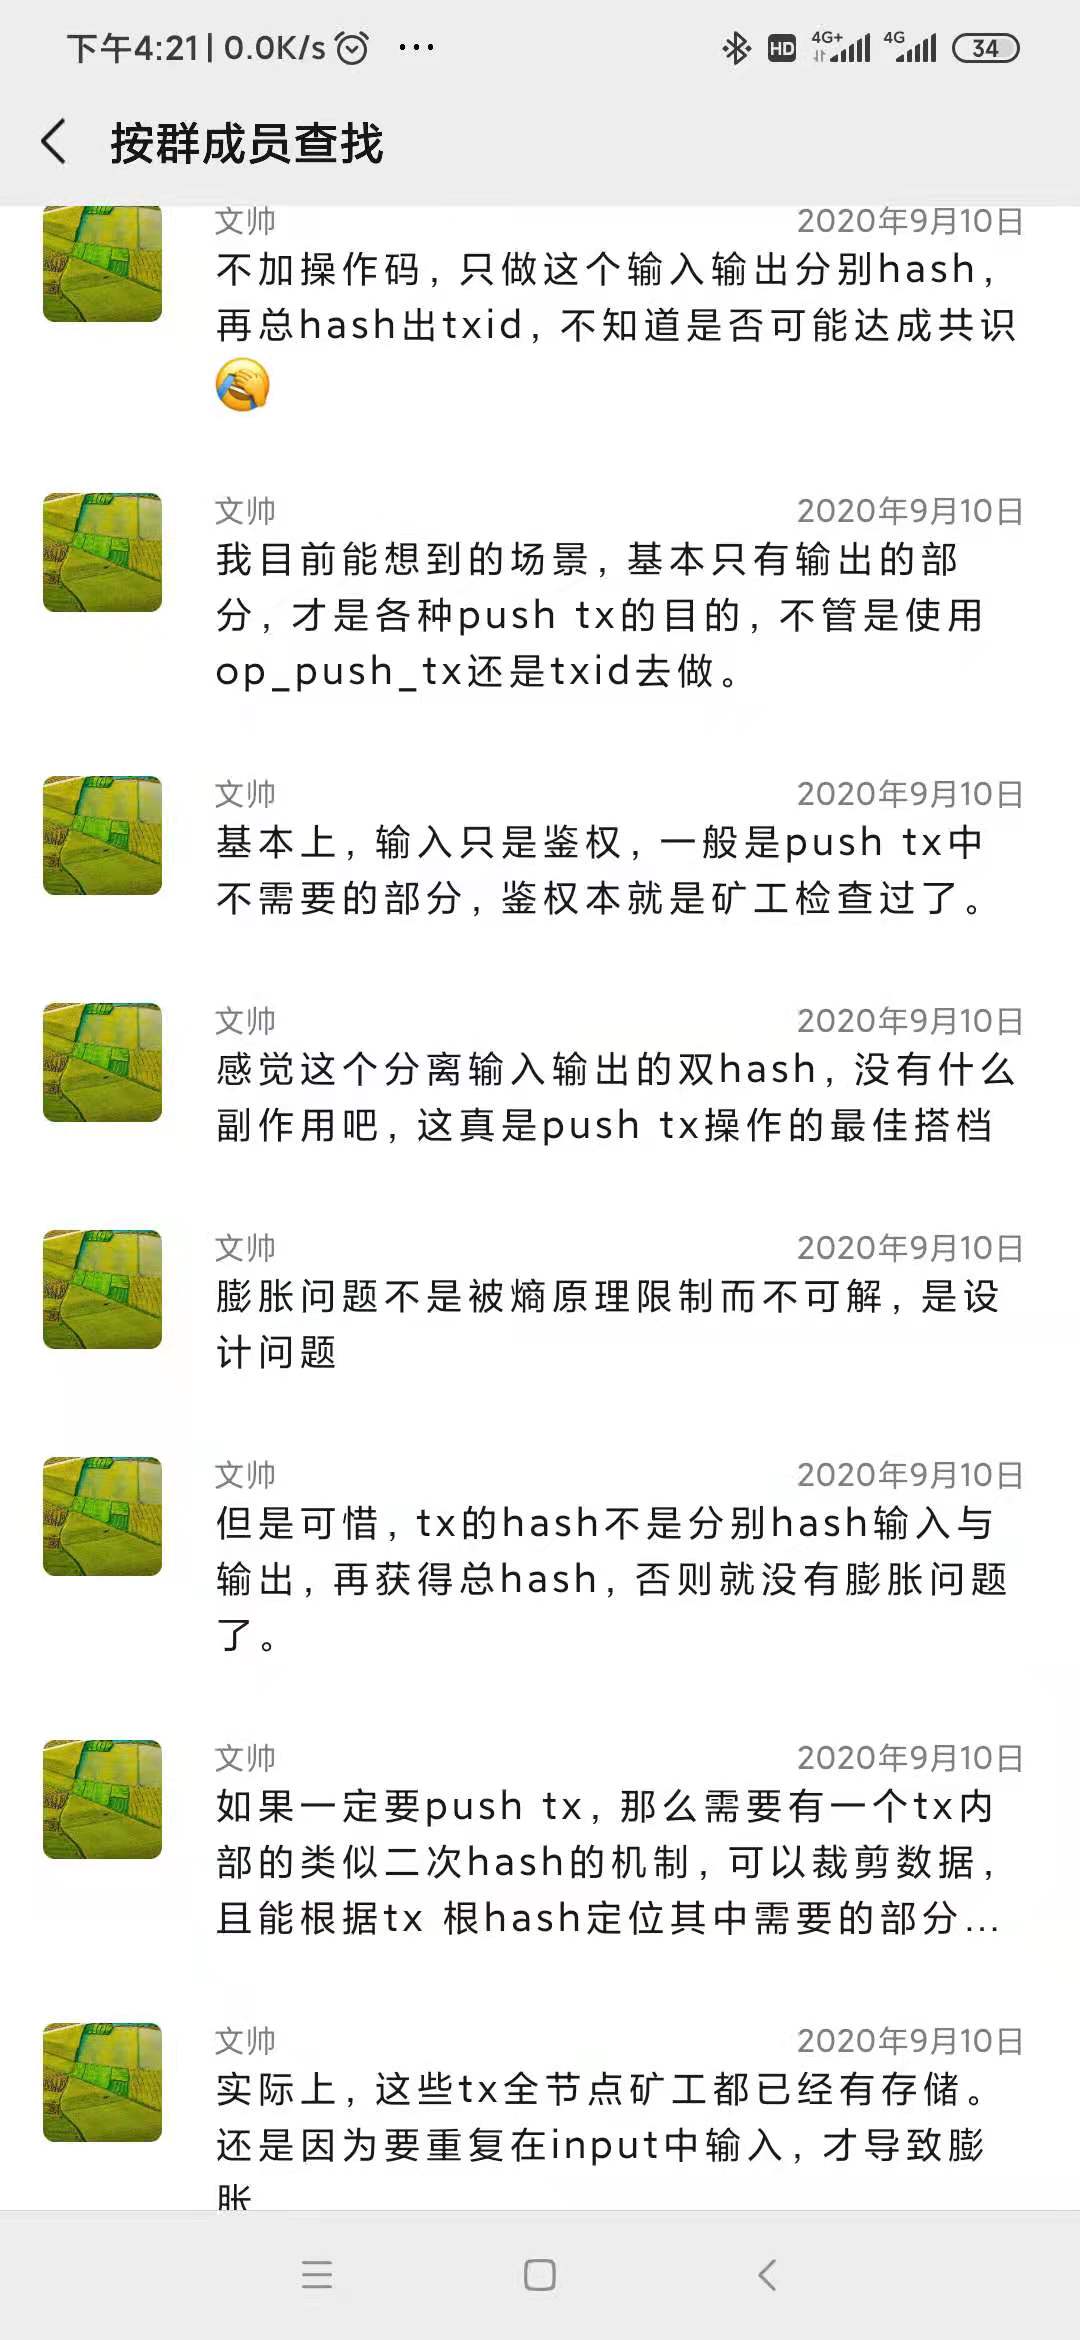 下午4:21 | 0.0K/s ...
HD 4G+ 4G 34
按群成员查找
文帅 2020年9月10日
不加操作码，只做这个输入输出分别hash，
再总hash出txid，不知道是否可能达成共识
🤦
文帅 2020年9月10日
我目前能想到的场景，基本只有输出的部
分，才是各种push tx的目的，不管是使用
op_push_tx还是txid去做。
文帅 2020年9月10日
基本上，输入只是鉴权，一般是push tx中
不需要的部分，鉴权本就是矿工检查过了。
文帅 2020年9月10日
感觉这个分离输入输出的双hash，没有什么
副作用吧，这真是push tx操作的最佳搭档
文帅 2020年9月10日
膨胀问题不是被熵原理限制而不可解，是设
计问题
文帅 2020年9月10日
但是可惜，tx的hash不是分别hash输入与
输出，再获得总hash，否则就没有膨胀问题
了。
文帅 2020年9月10日
如果一定要push tx，那么需要有一个tx内
部的类似二次hash的机制，可以裁剪数据，
且能根据tx 根hash定位其中需要的部分...
文帅 2020年9月10日
实际上，这些tx全节点矿工都已经有存储。
还是因为要重复在input中输入，才导致膨
胀